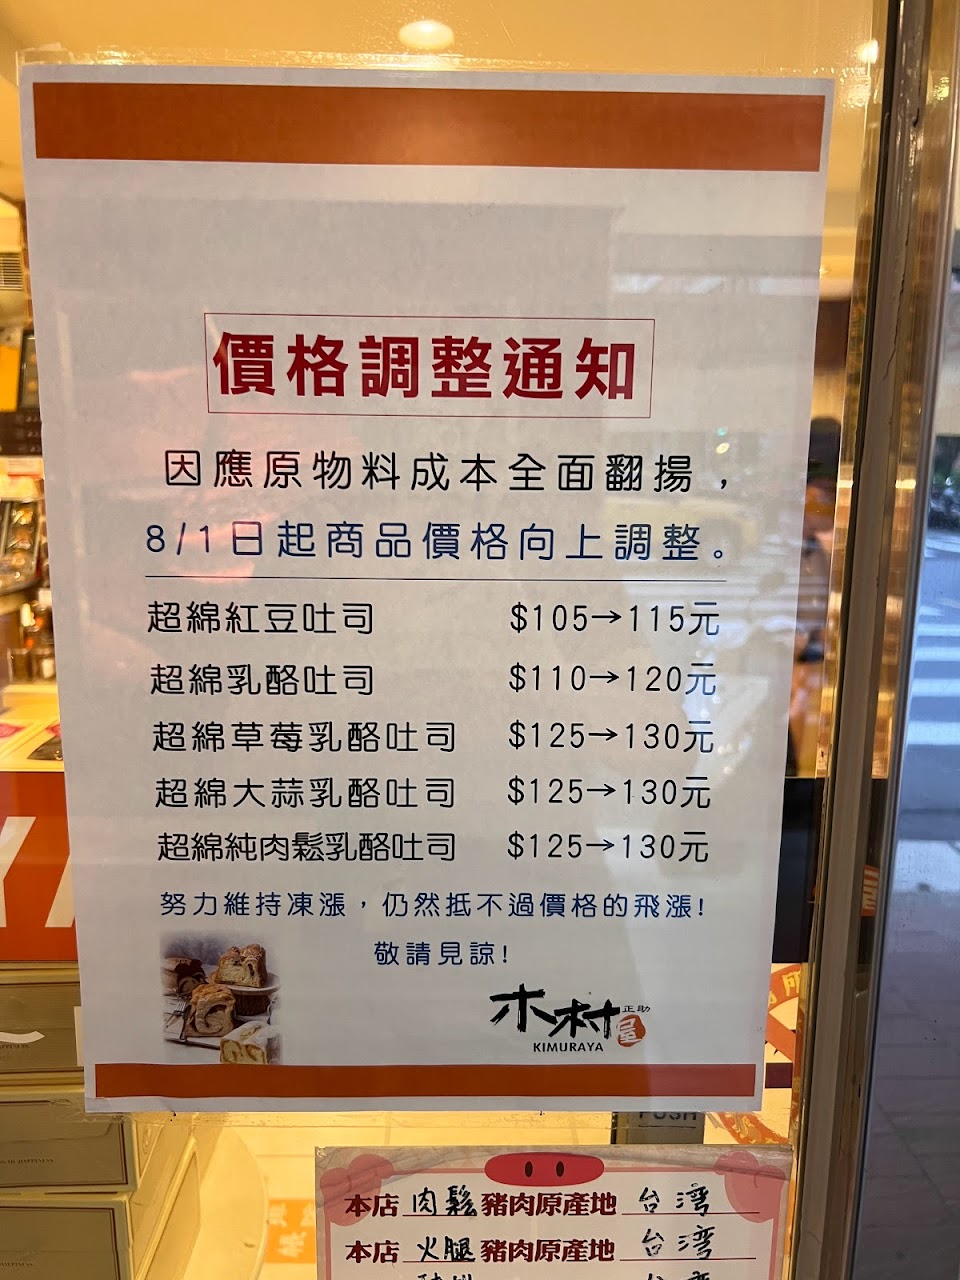 價格調整通知
因應原物料成本全面翻揚，
8/1日起商品價格向上調整。
超綿紅豆吐司 $105→115元
超綿乳酪吐司 $110→120元
超綿草莓乳酪吐司 $125→130元
超綿大蒜乳酪吐司 $125→130元
超綿純肉鬆乳酪吐司 $125→130元
努力維持凍漲，仍然抵不過價格的飛漲!
敬請見諒!
木村屋 正助
KIMURAYA
PUSH
本店 肉鬆 豬肉原產地 台湾
本店 火腿 豬肉原產地 台湾